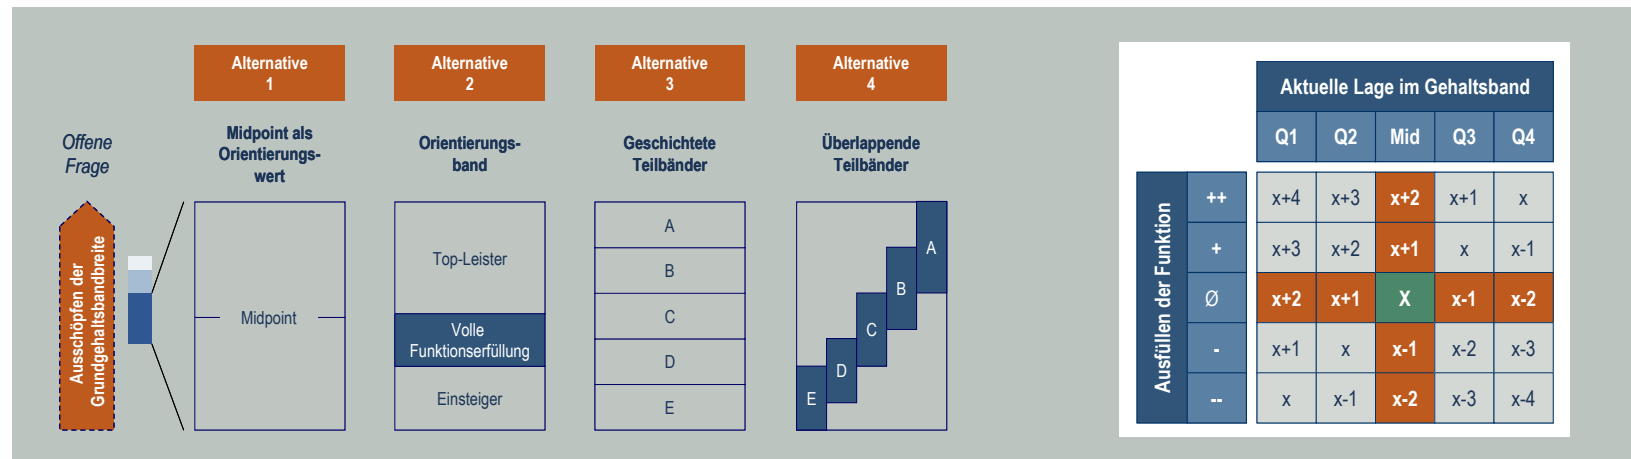 Offene
Frage
Ausschöpfen der
Grundgehaltsbandbreite
Alternative
1
Midpoint als
Orientierungs-
wert
Midpoint
Alternative
2
Orientierungs-
band
Top-Leister
Volle
Funktionserfüllung
Einsteiger
Alternative
3
Geschichtete
Teilbänder
A
B
C
D
E
Alternative
4
Überlappende
Teilbänder
A
B
C
D
E
Aktuelle Lage im Gehaltsband
Q1 Q2 Mid Q3 Q4
Ausfüllen der Funktion
++ x+4 x+3 x+2 x+1 x
+ x+3 x+2 x+1 x x-1
Ø x+2 x+1 X x-1 x-2
- x+1 x x-1 x-2 x-3
-- x x-1 x-2 x-3 x-4